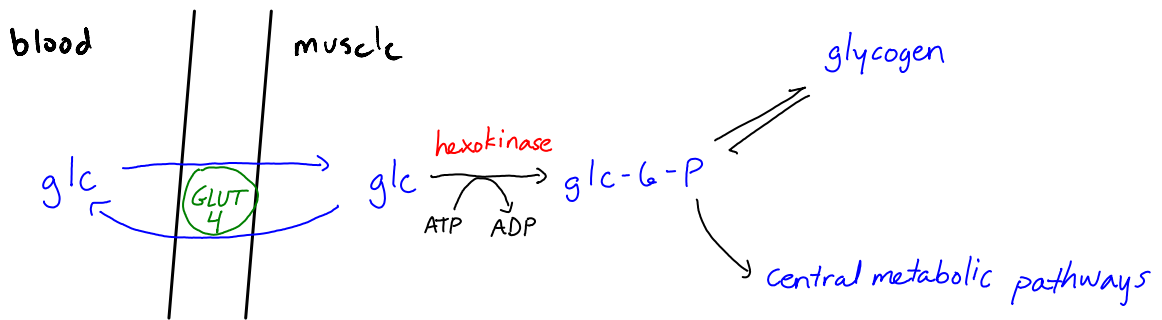 blood
muscle
glycogen
hexokinase
glc
GLUT
4
glc
glc-6-P
ATP
ADP
central metabolic pathways